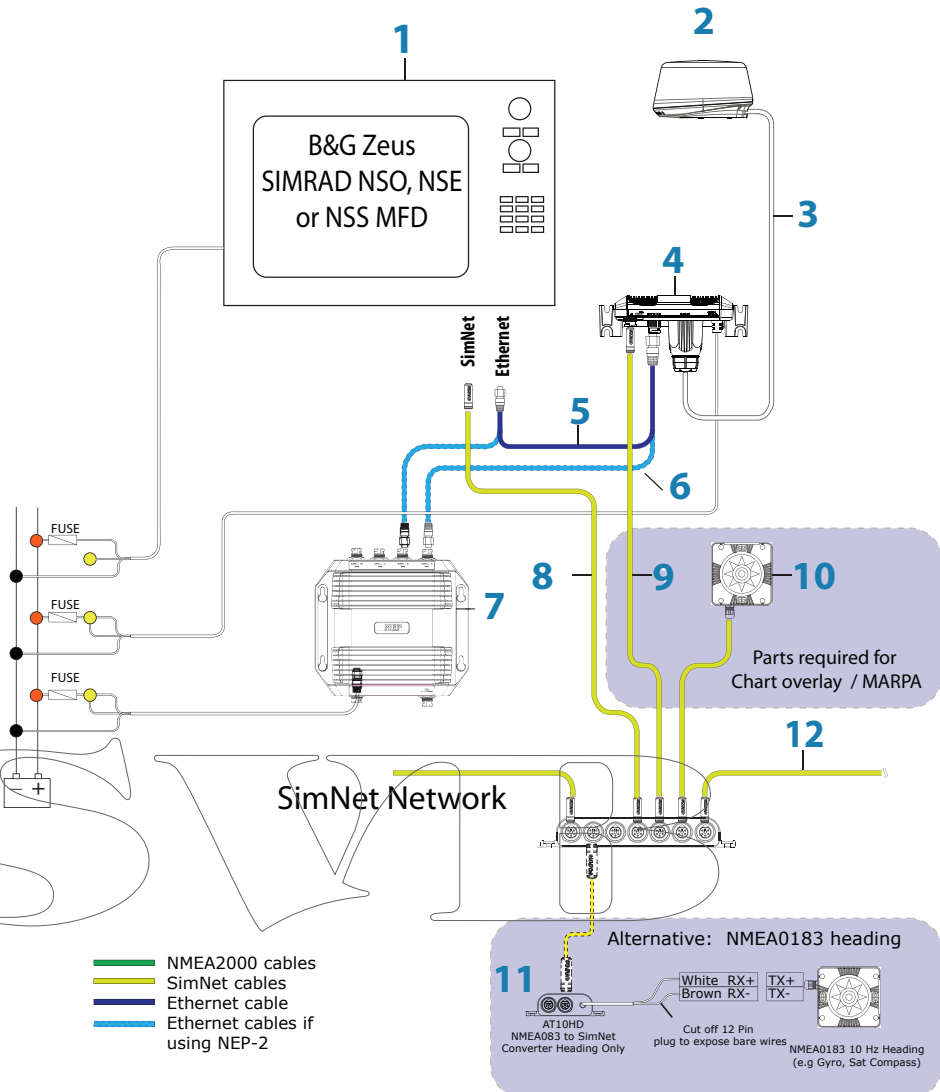 1
2
B&G Zeus
SIMRAD NSO, NSE
or NSS MFD
3
4
SimNet
Ethernet
5
6
FUSE
FUSE
FUSE
7
NEP
8
9
10
Parts required for
Chart overlay / MARPA
12
- +
SimNet Network
SVB
Alternative: NMEA0183 heading
11
White RX+
Brown RX-
TX+
TX-
AT10HD
NMEA083 to SimNet
Converter Heading Only
Cut off 12 Pin
plug to expose bare wires
NMEA0183 10 Hz Heading
(e.g Gyro, Sat Compass)
NMEA2000 cables
SimNet cables
Ethernet cable
Ethernet cables if
using NEP-2